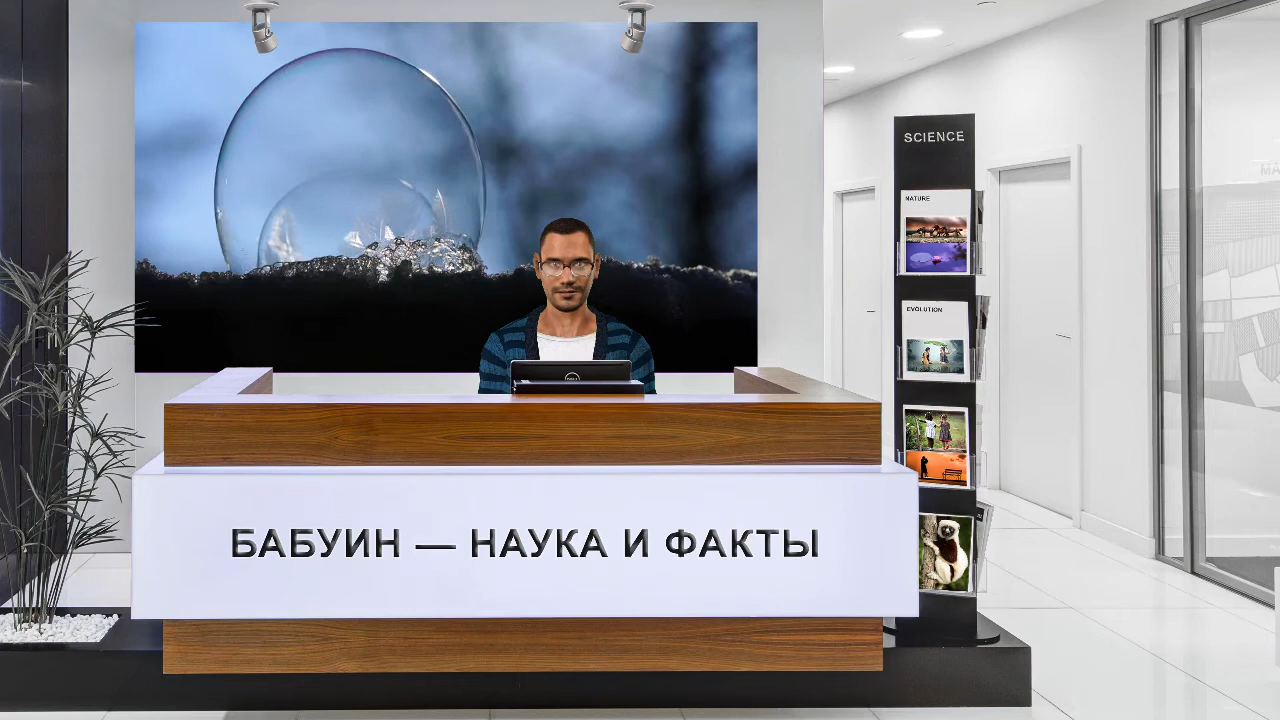 SCIENCE
NATURE
EVOLUTION
БАБУИН — НАУКА И ФАКТЫ